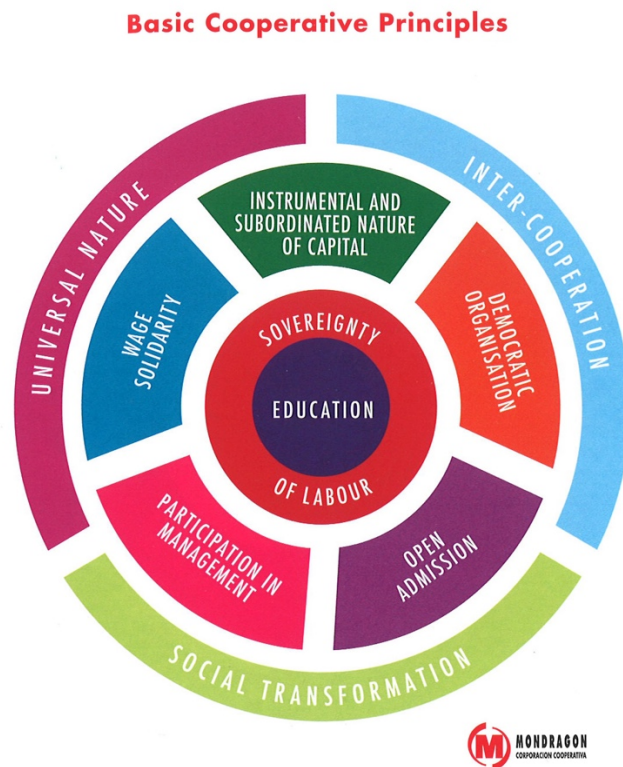 Basic Cooperative Principles
UNIVERSAL NATURE
INTER-COOPERATION
INSTRUMENTAL AND
SUBORDINATED NATURE
OF CAPITAL
WAGE
SOLIDARITY
DEMOCRATIC
ORGANISATION
SOVEREIGNTY
EDUCATION
OF LABOUR
PARTICIPATION IN
MANAGEMENT
OPEN
ADMISSION
SOCIAL TRANSFORMATION
M MONDRAGON
CORPORACION COOPERATIVA